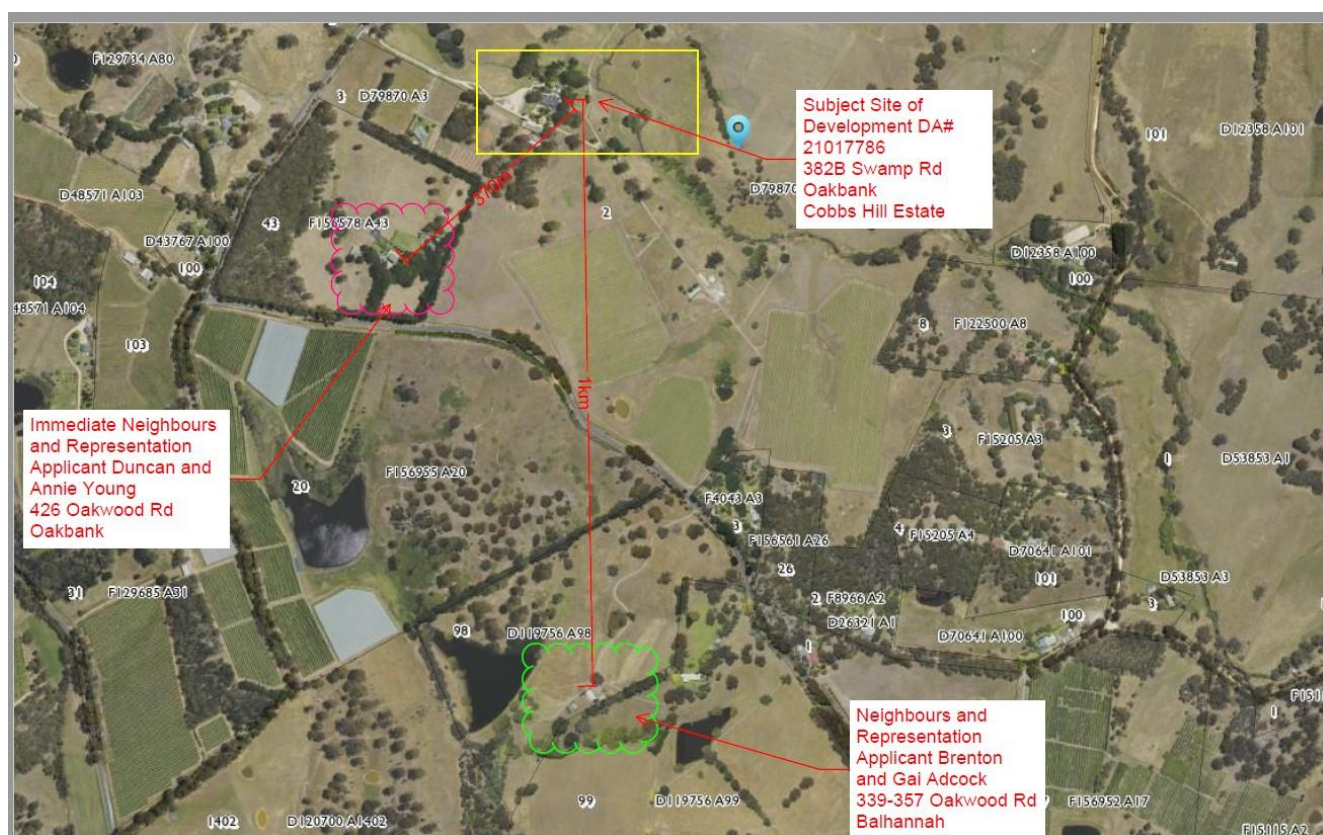 F129734 A80
3
D79870 A3
Subject Site of
Development DA#
21017786
382B Swamp Rd
Oakbank
Cobbs Hill Estate
101
D12358 A101
D48571 A103
370m
D79870
43
F156578 A43
2
D43767 A100
100
D12358 A100
100
104
48571 A104
103
8
F122500 A8
1km
Immediate Neighbours
and Representation
Applicant Duncan and
Annie Young
426 Oakwood Rd
Oakbank
3
F15205 A3
1
D53853 A1
F156955 A20
20
F4043 A3
3
F156561 A26
4
F15205 A4
D70641 A101
26
101
D53853 A3
31
F129685 A31
2
F8966 A2
3
D26321 A1
100
98
D119756 A98
D70641 A100
1
F1511
1
Neighbours and
Representation
Applicant Brenton
and Gai Adcock
339-357 Oakwood Rd
Balhannah
99
D119756 A99
7
F156952 A17
1402
D120700 A1402
F15115 A2